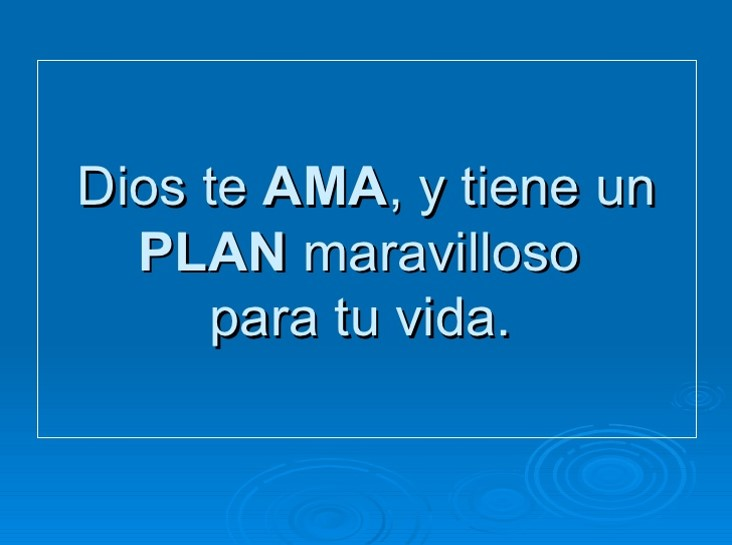 Dios te AMA, y tiene un
PLAN maravilloso
para tu vida.